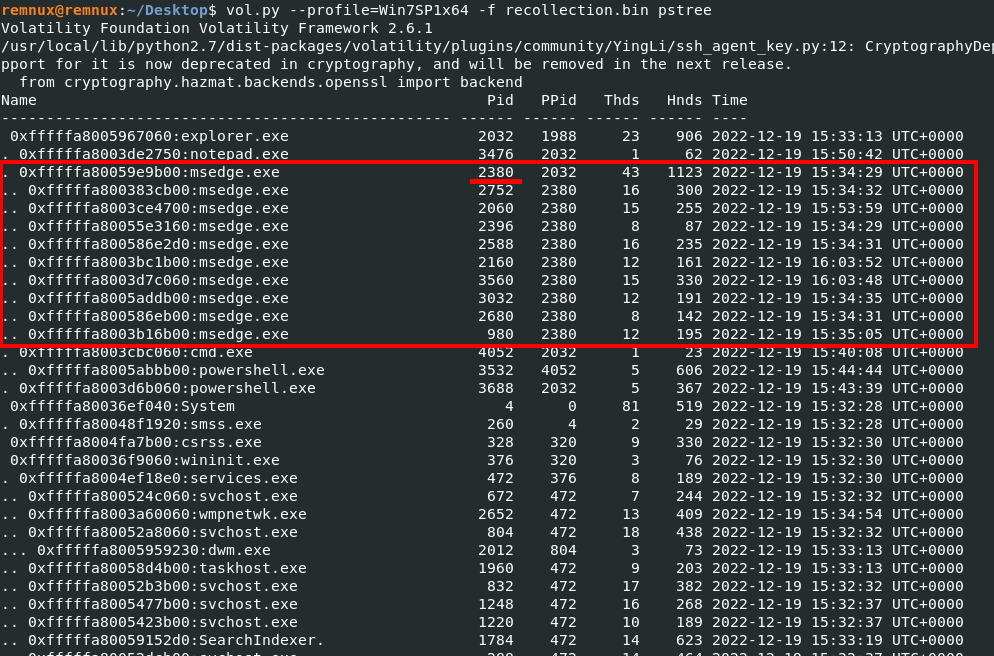 remnux@remnux:~/Desktop$ vol.py --profile=Win7SP1x64 -f recollection.bin pstree
Volatility Foundation Volatility Framework 2.6.1
/usr/local/lib/python2.7/dist-packages/volatility/plugins/community/YingLi/ssh_agent_key.py:12: CryptographyDep
pport for it is now deprecated in cryptography, and will be removed in the next release.
  from cryptography.hazmat.backends.openssl import backend
Name                                                  Pid   PPid   Thds   Hnds Time
-------------------------------------------------- ------ ------ ------ ------ ----
 0xfffffa8005967060:explorer.exe                     2032   1988     23    906 2022-12-19 15:33:13 UTC+0000
. 0xfffffa8003de2750:notepad.exe                     3476   2032      1     62 2022-12-19 15:50:42 UTC+0000
. 0xfffffa80059e9b00:msedge.exe                      2380   2032     43   1123 2022-12-19 15:34:29 UTC+0000
.. 0xfffffa800383cb00:msedge.exe                     2752   2380     16    300 2022-12-19 15:34:32 UTC+0000
.. 0xfffffa8003ce4700:msedge.exe                     2060   2380     15    255 2022-12-19 15:53:59 UTC+0000
.. 0xfffffa80055e3160:msedge.exe                     2396   2380      8     87 2022-12-19 15:34:29 UTC+0000
.. 0xfffffa800586e2d0:msedge.exe                     2588   2380     16    235 2022-12-19 15:34:31 UTC+0000
.. 0xfffffa8003bc1b00:msedge.exe                     2160   2380     12    161 2022-12-19 16:03:52 UTC+0000
.. 0xfffffa8003d7c060:msedge.exe                     3560   2380     15    330 2022-12-19 16:03:48 UTC+0000
.. 0xfffffa8005addb00:msedge.exe                     3032   2380     12    191 2022-12-19 15:34:35 UTC+0000
.. 0xfffffa800586eb00:msedge.exe                     2680   2380      8    142 2022-12-19 15:34:31 UTC+0000
.. 0xfffffa8003b16b00:msedge.exe                      980   2380     12    195 2022-12-19 15:35:05 UTC+0000
. 0xfffffa8003cbc060:cmd.exe                         4052   2032      1     23 2022-12-19 15:40:08 UTC+0000
.. 0xfffffa8005abbb00:powershell.exe                 3532   4052      5    606 2022-12-19 15:44:44 UTC+0000
. 0xfffffa8003d6b060:powershell.exe                  3688   2032      5    367 2022-12-19 15:43:39 UTC+0000
 0xfffffa80036ef040:System                              4      0     81    519 2022-12-19 15:32:28 UTC+0000
. 0xfffffa80048f1920:smss.exe                         260      4      2     29 2022-12-19 15:32:28 UTC+0000
 0xfffffa8004fa7b00:csrss.exe                         328    320      9    330 2022-12-19 15:32:30 UTC+0000
 0xfffffa80036f9060:wininit.exe                       376    320      3     76 2022-12-19 15:32:30 UTC+0000
. 0xfffffa8004ef18e0:services.exe                     472    376      8    189 2022-12-19 15:32:30 UTC+0000
.. 0xfffffa800524c060:svchost.exe                     672    472      7    244 2022-12-19 15:32:32 UTC+0000
.. 0xfffffa8003a60060:wmpnetwk.exe                   2652    472     13    409 2022-12-19 15:34:54 UTC+0000
.. 0xfffffa80052a8060:svchost.exe                     804    472     18    438 2022-12-19 15:32:32 UTC+0000
... 0xfffffa8005959230:dwm.exe                       2012    804      3     73 2022-12-19 15:33:13 UTC+0000
.. 0xfffffa80058d4b00:taskhost.exe                   1960    472      9    203 2022-12-19 15:33:13 UTC+0000
.. 0xfffffa80052b3b00:svchost.exe                     832    472     17    382 2022-12-19 15:32:32 UTC+0000
.. 0xfffffa8005477b00:svchost.exe                    1248    472     16    268 2022-12-19 15:32:37 UTC+0000
.. 0xfffffa8005423b00:svchost.exe                    1220    472     10    189 2022-12-19 15:32:37 UTC+0000
.. 0xfffffa80059152d0:SearchIndexer.                 1784    472     14    623 2022-12-19 15:33:19 UTC+0000